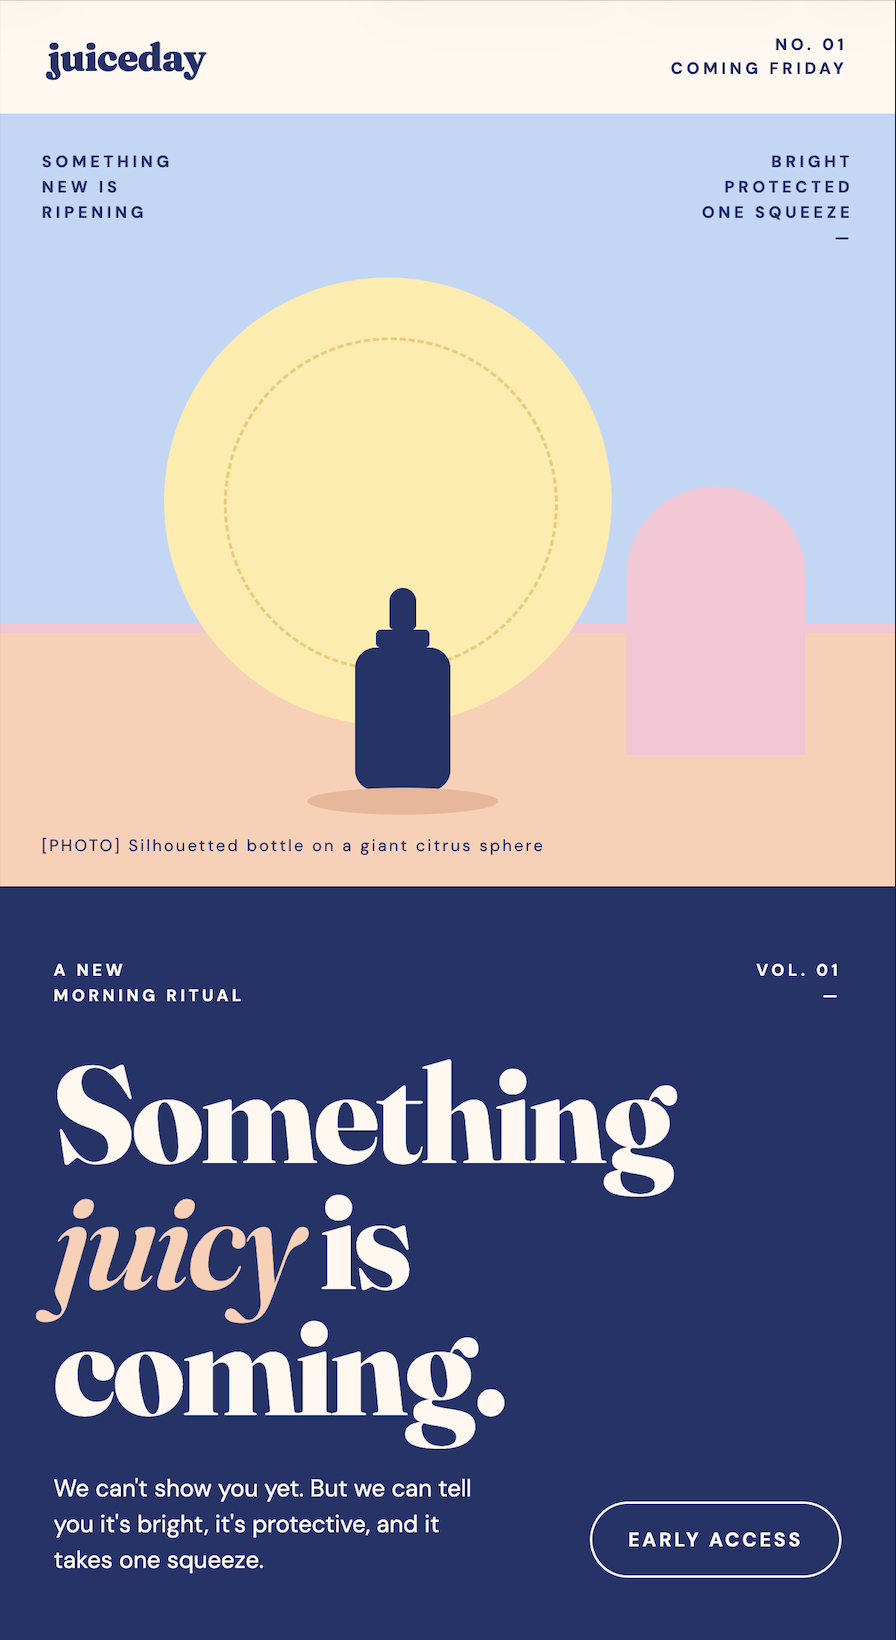 juiceday
NO. 01
COMING FRIDAY
SOMETHING
NEW IS
RIPENING
BRIGHT
PROTECTED
ONE SQUEEZE
—
[PHOTO] Silhouetted bottle on a giant citrus sphere
A NEW
MORNING RITUAL
VOL. 01
—
Something
juicy is
coming.
We can't show you yet. But we can tell
you it's bright, it's protective, and it
takes one squeeze.
EARLY ACCESS